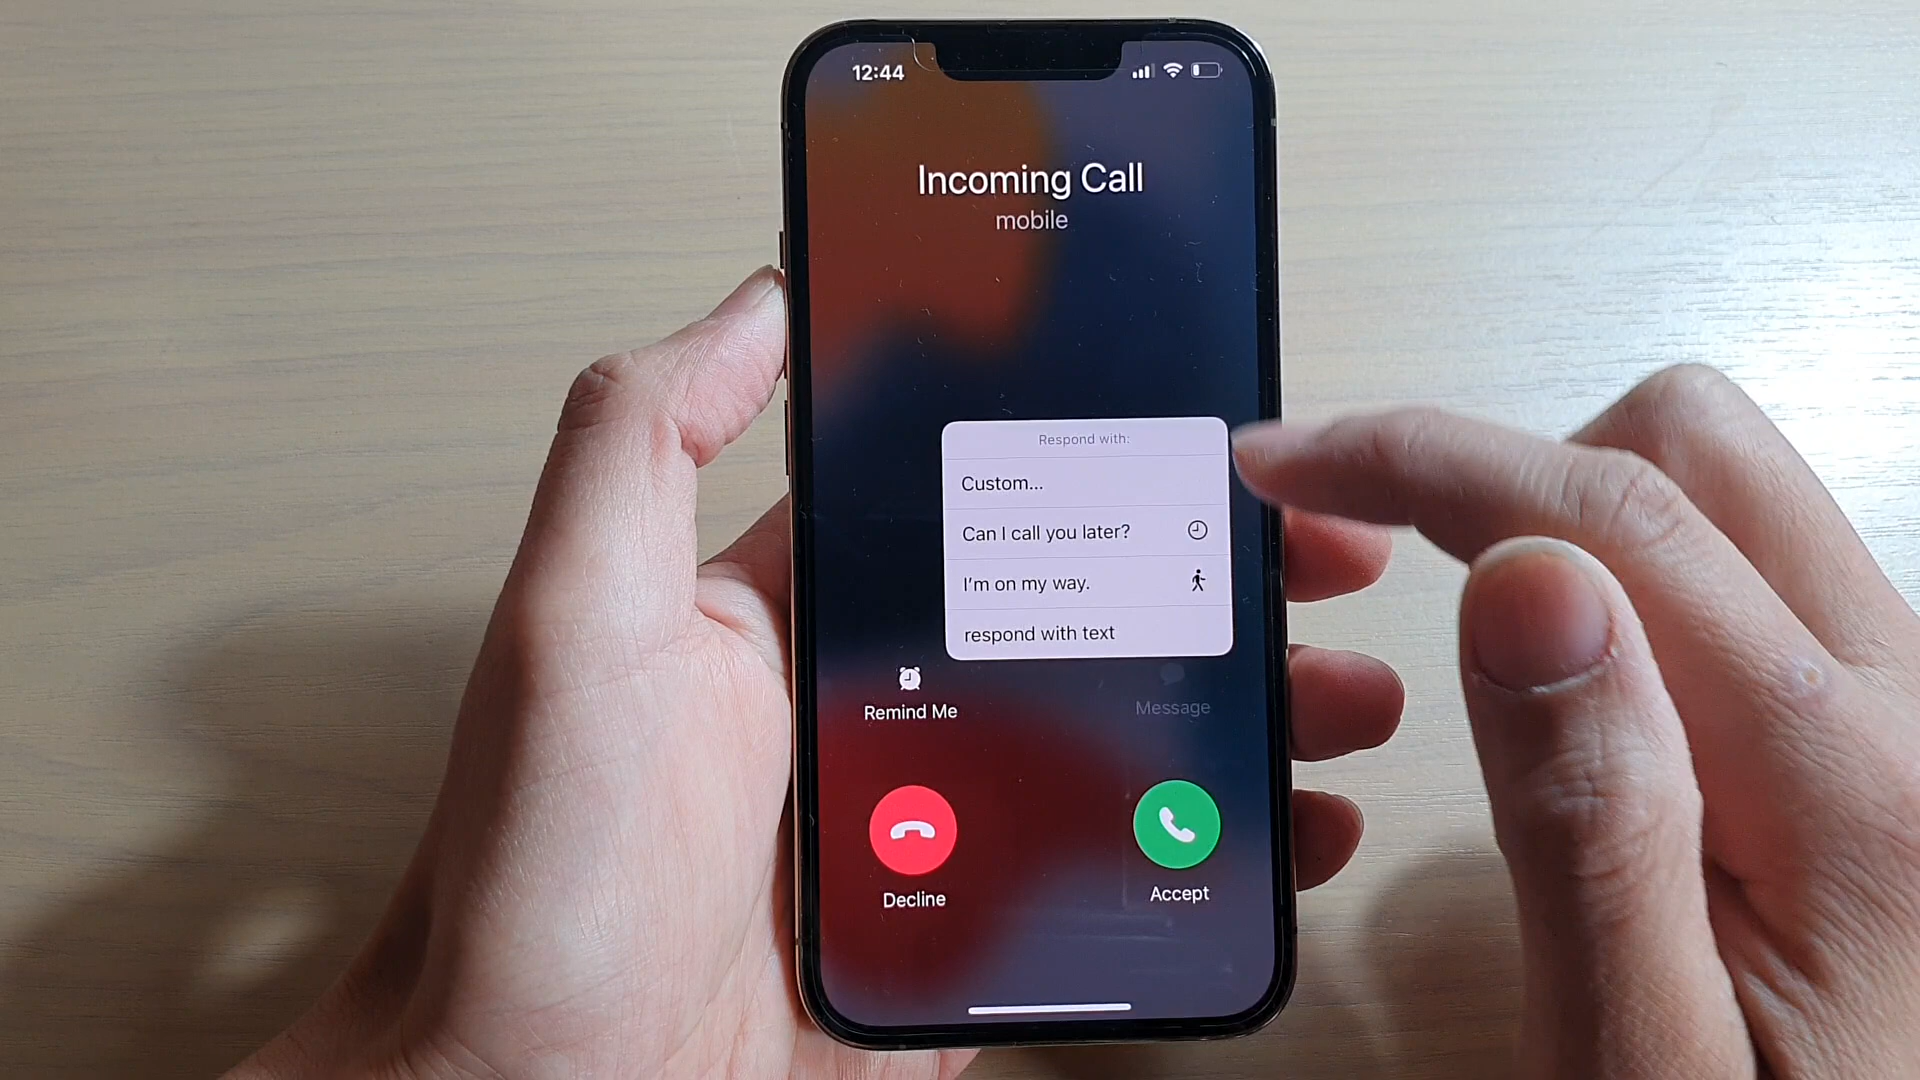 12:44
Incoming Call
mobile
Respond with:
Custom...
Can I call you later?
I'm on my way.
respond with text
Remind Me
Message
Decline
Accept